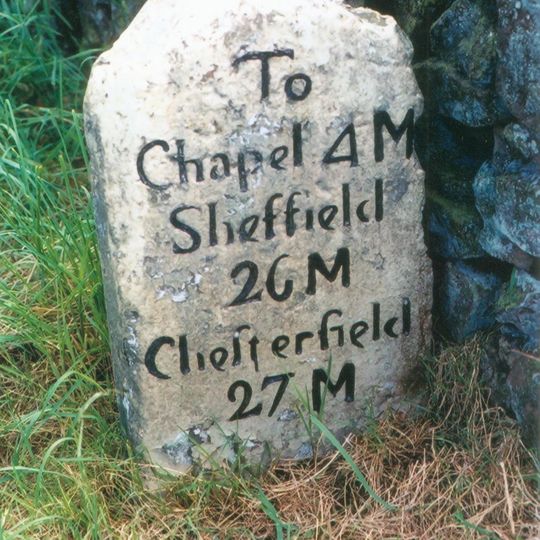 To
Chapel 4 M
Sheffield
26 M
Chesterfield
27 M